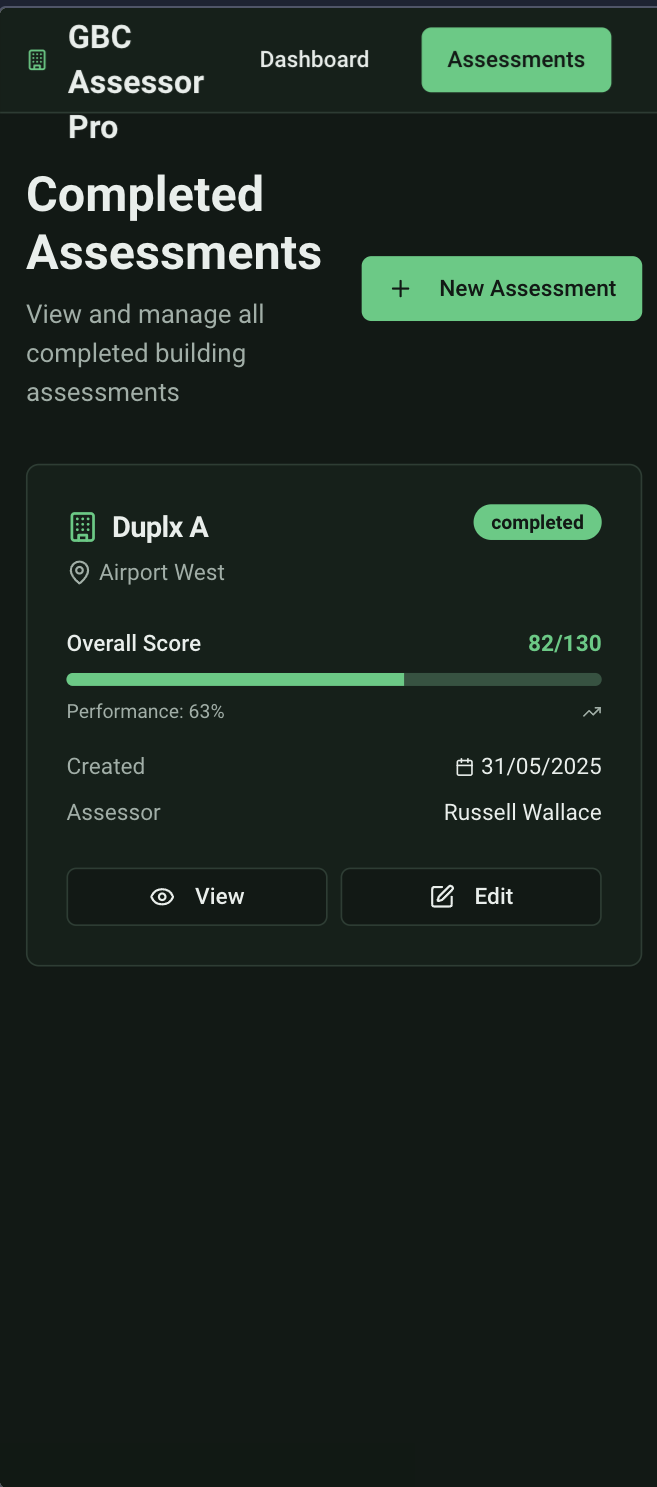 GBC
Assessor
Pro
Dashboard
Assessments
Completed
Assessments
New Assessment
View and manage all
completed building
assessments
Duplx A
completed
Airport West
Overall Score
82/130
Performance: 63%
Created
31/05/2025
Assessor
Russell Wallace
View
Edit